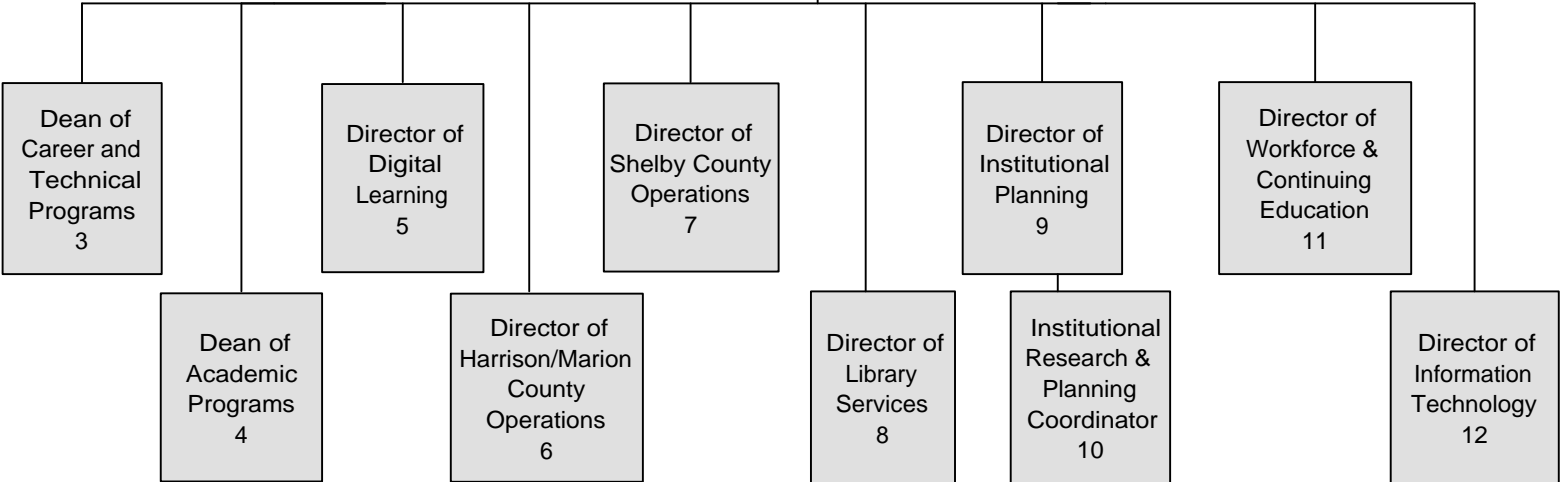 Dean of
Career and
Technical
Programs
3
Dean of
Academic
Programs
4
Director of
Digital
Learning
5
Director of
Harrison/Marion
County
Operations
6
Director of
Shelby County
Operations
7
Director of
Library
Services
8
Director of
Institutional
Planning
9
Institutional
Research &
Planning
Coordinator
10
Director of
Workforce &
Continuing
Education
11
Director of
Information
Technology
12